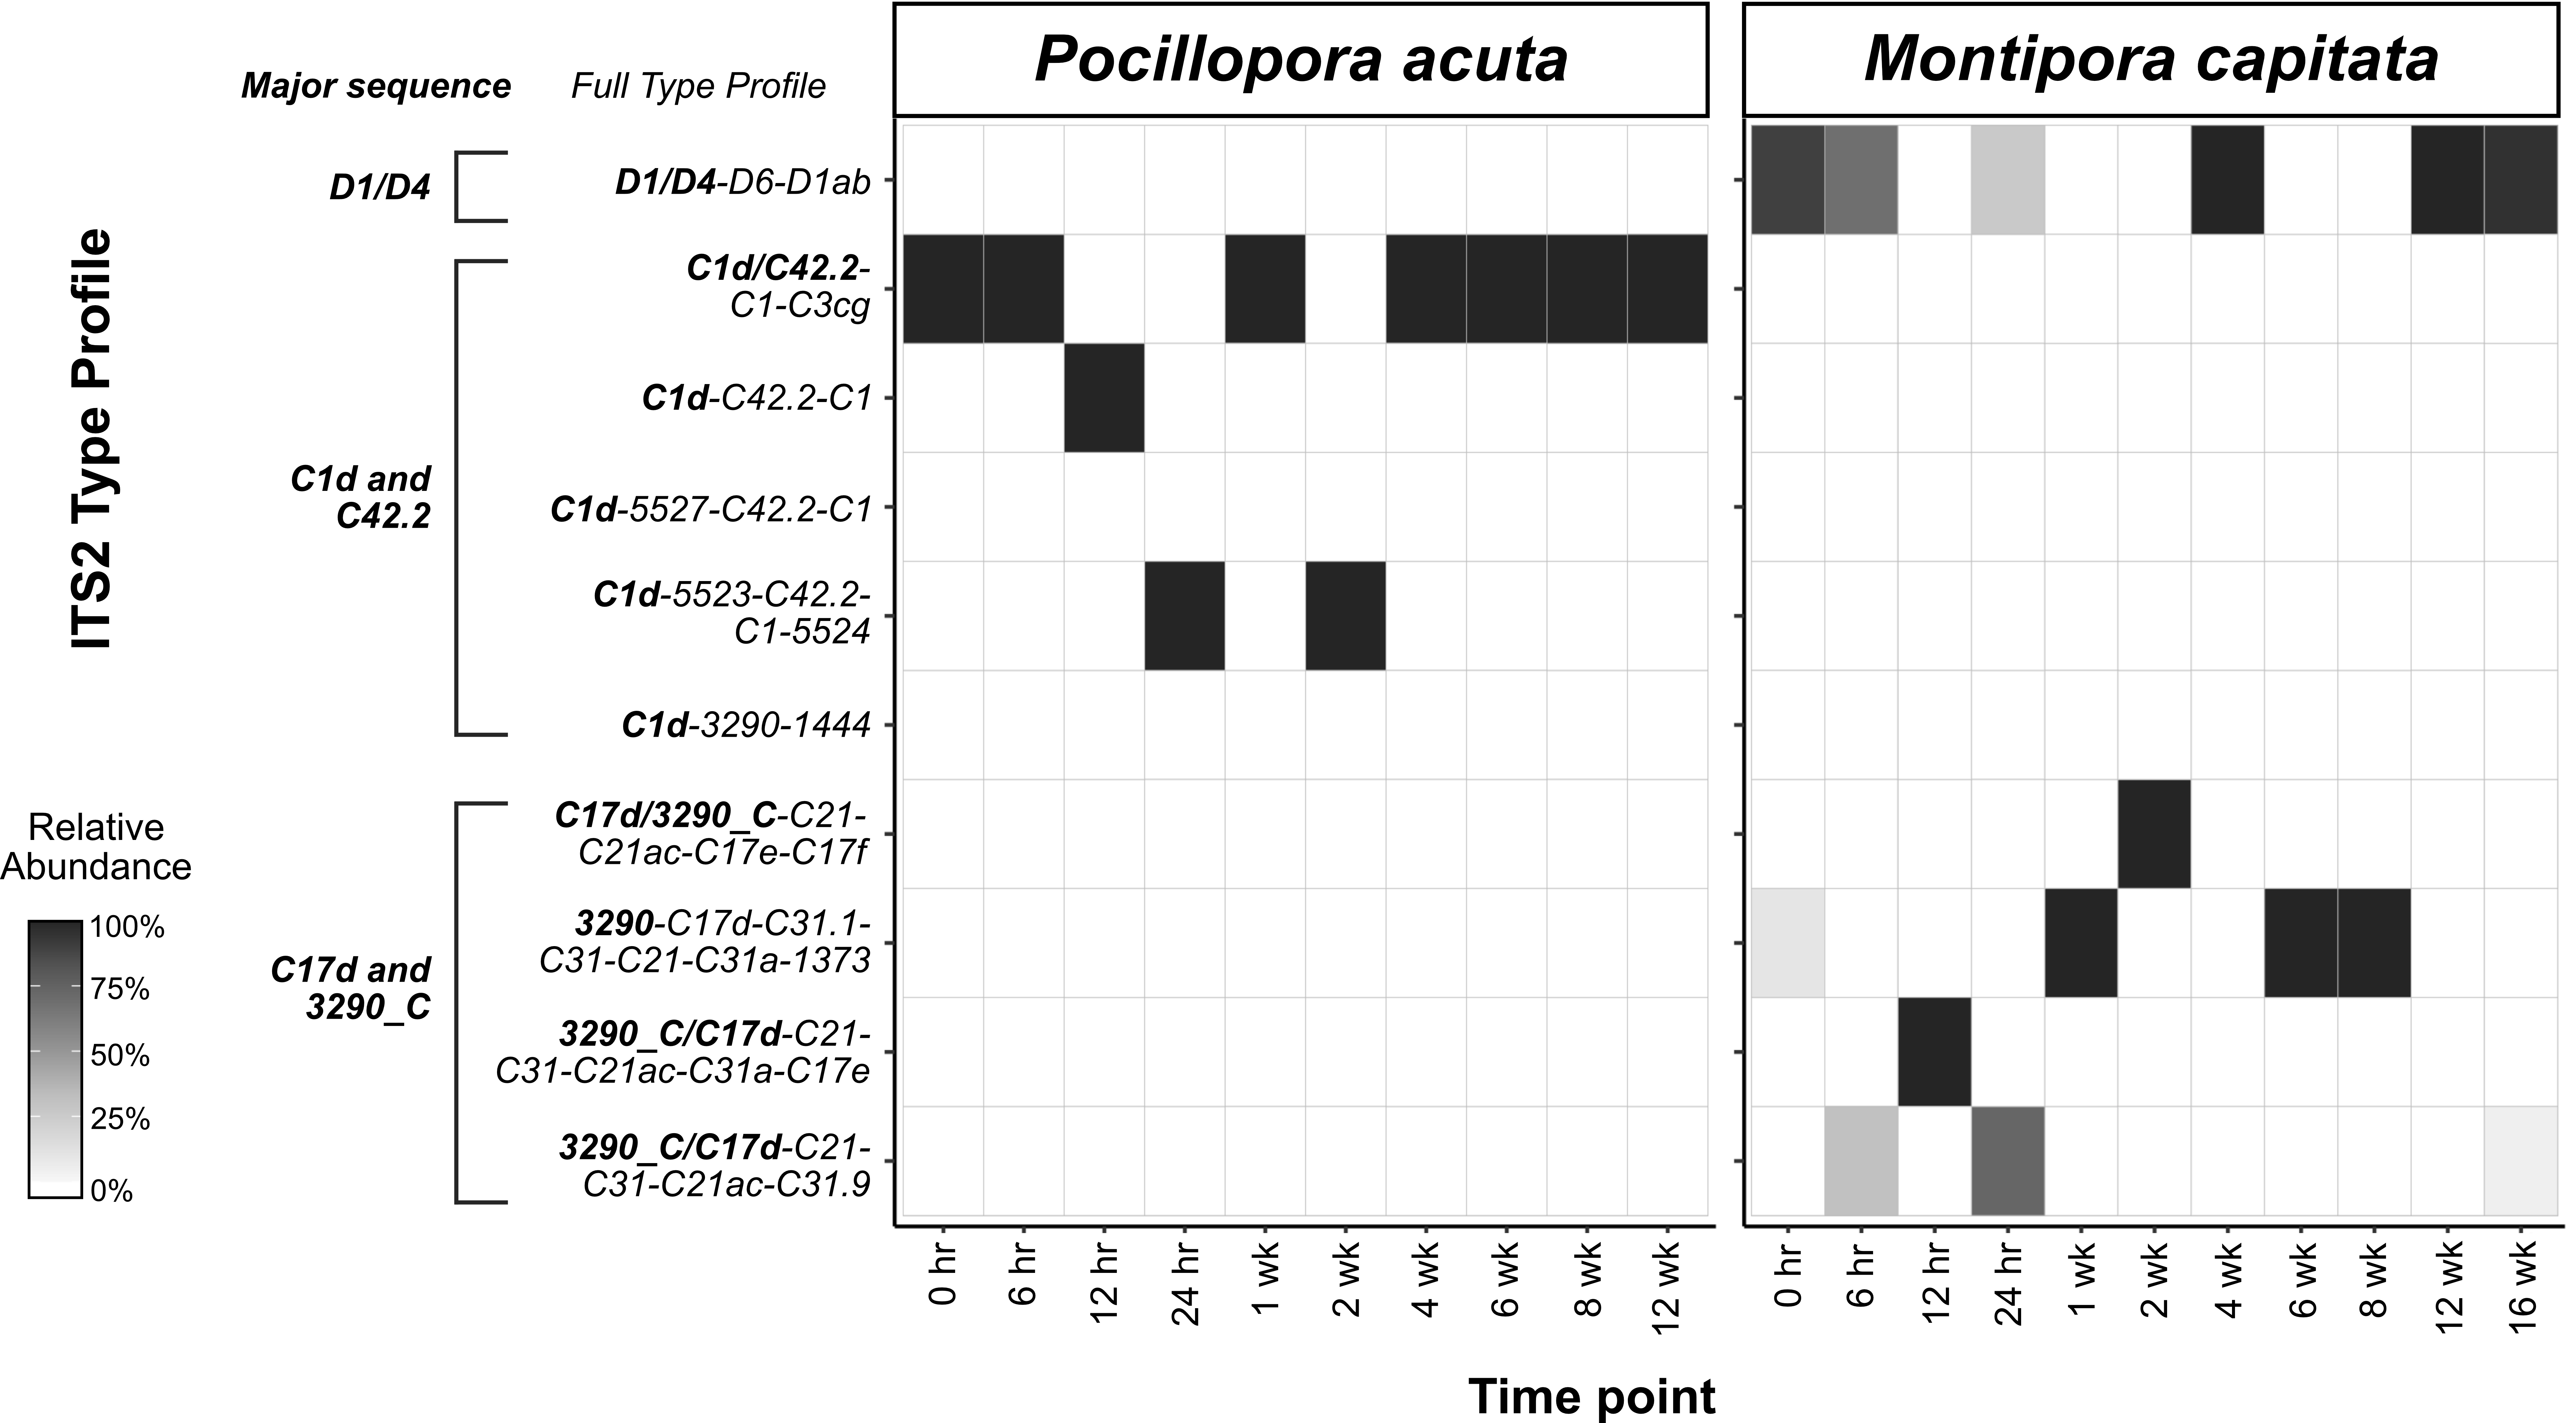 Pocillopora acuta
Montipora capitata
Major sequence
Full Type Profile
ITS2 Type Profile
D1/D4
D1/D4-D6-D1ab
C1d and
C42.2
C1d/C42.2-
C1-C3cg
C1d-C42.2-C1
C1d-5527-C42.2-C1
C1d-5523-C42.2-
C1-5524
C1d-3290-1444
C17d and
3290_C
C17d/3290_C-C21-
C21ac-C17e-C17f
3290-C17d-C31.1-
C31-C21-C31a-1373
3290_C/C17d-C21-
C31-C21ac-C31a-C17e
3290_C/C17d-C21-
C31-C21ac-C31.9
Relative
Abundance
100%
75%
50%
25%
0%
0 hr
6 hr
12 hr
24 hr
1 wk
2 wk
4 wk
6 wk
8 wk
12 wk
0 hr
6 hr
12 hr
24 hr
1 wk
2 wk
4 wk
6 wk
8 wk
12 wk
16 wk
Time point